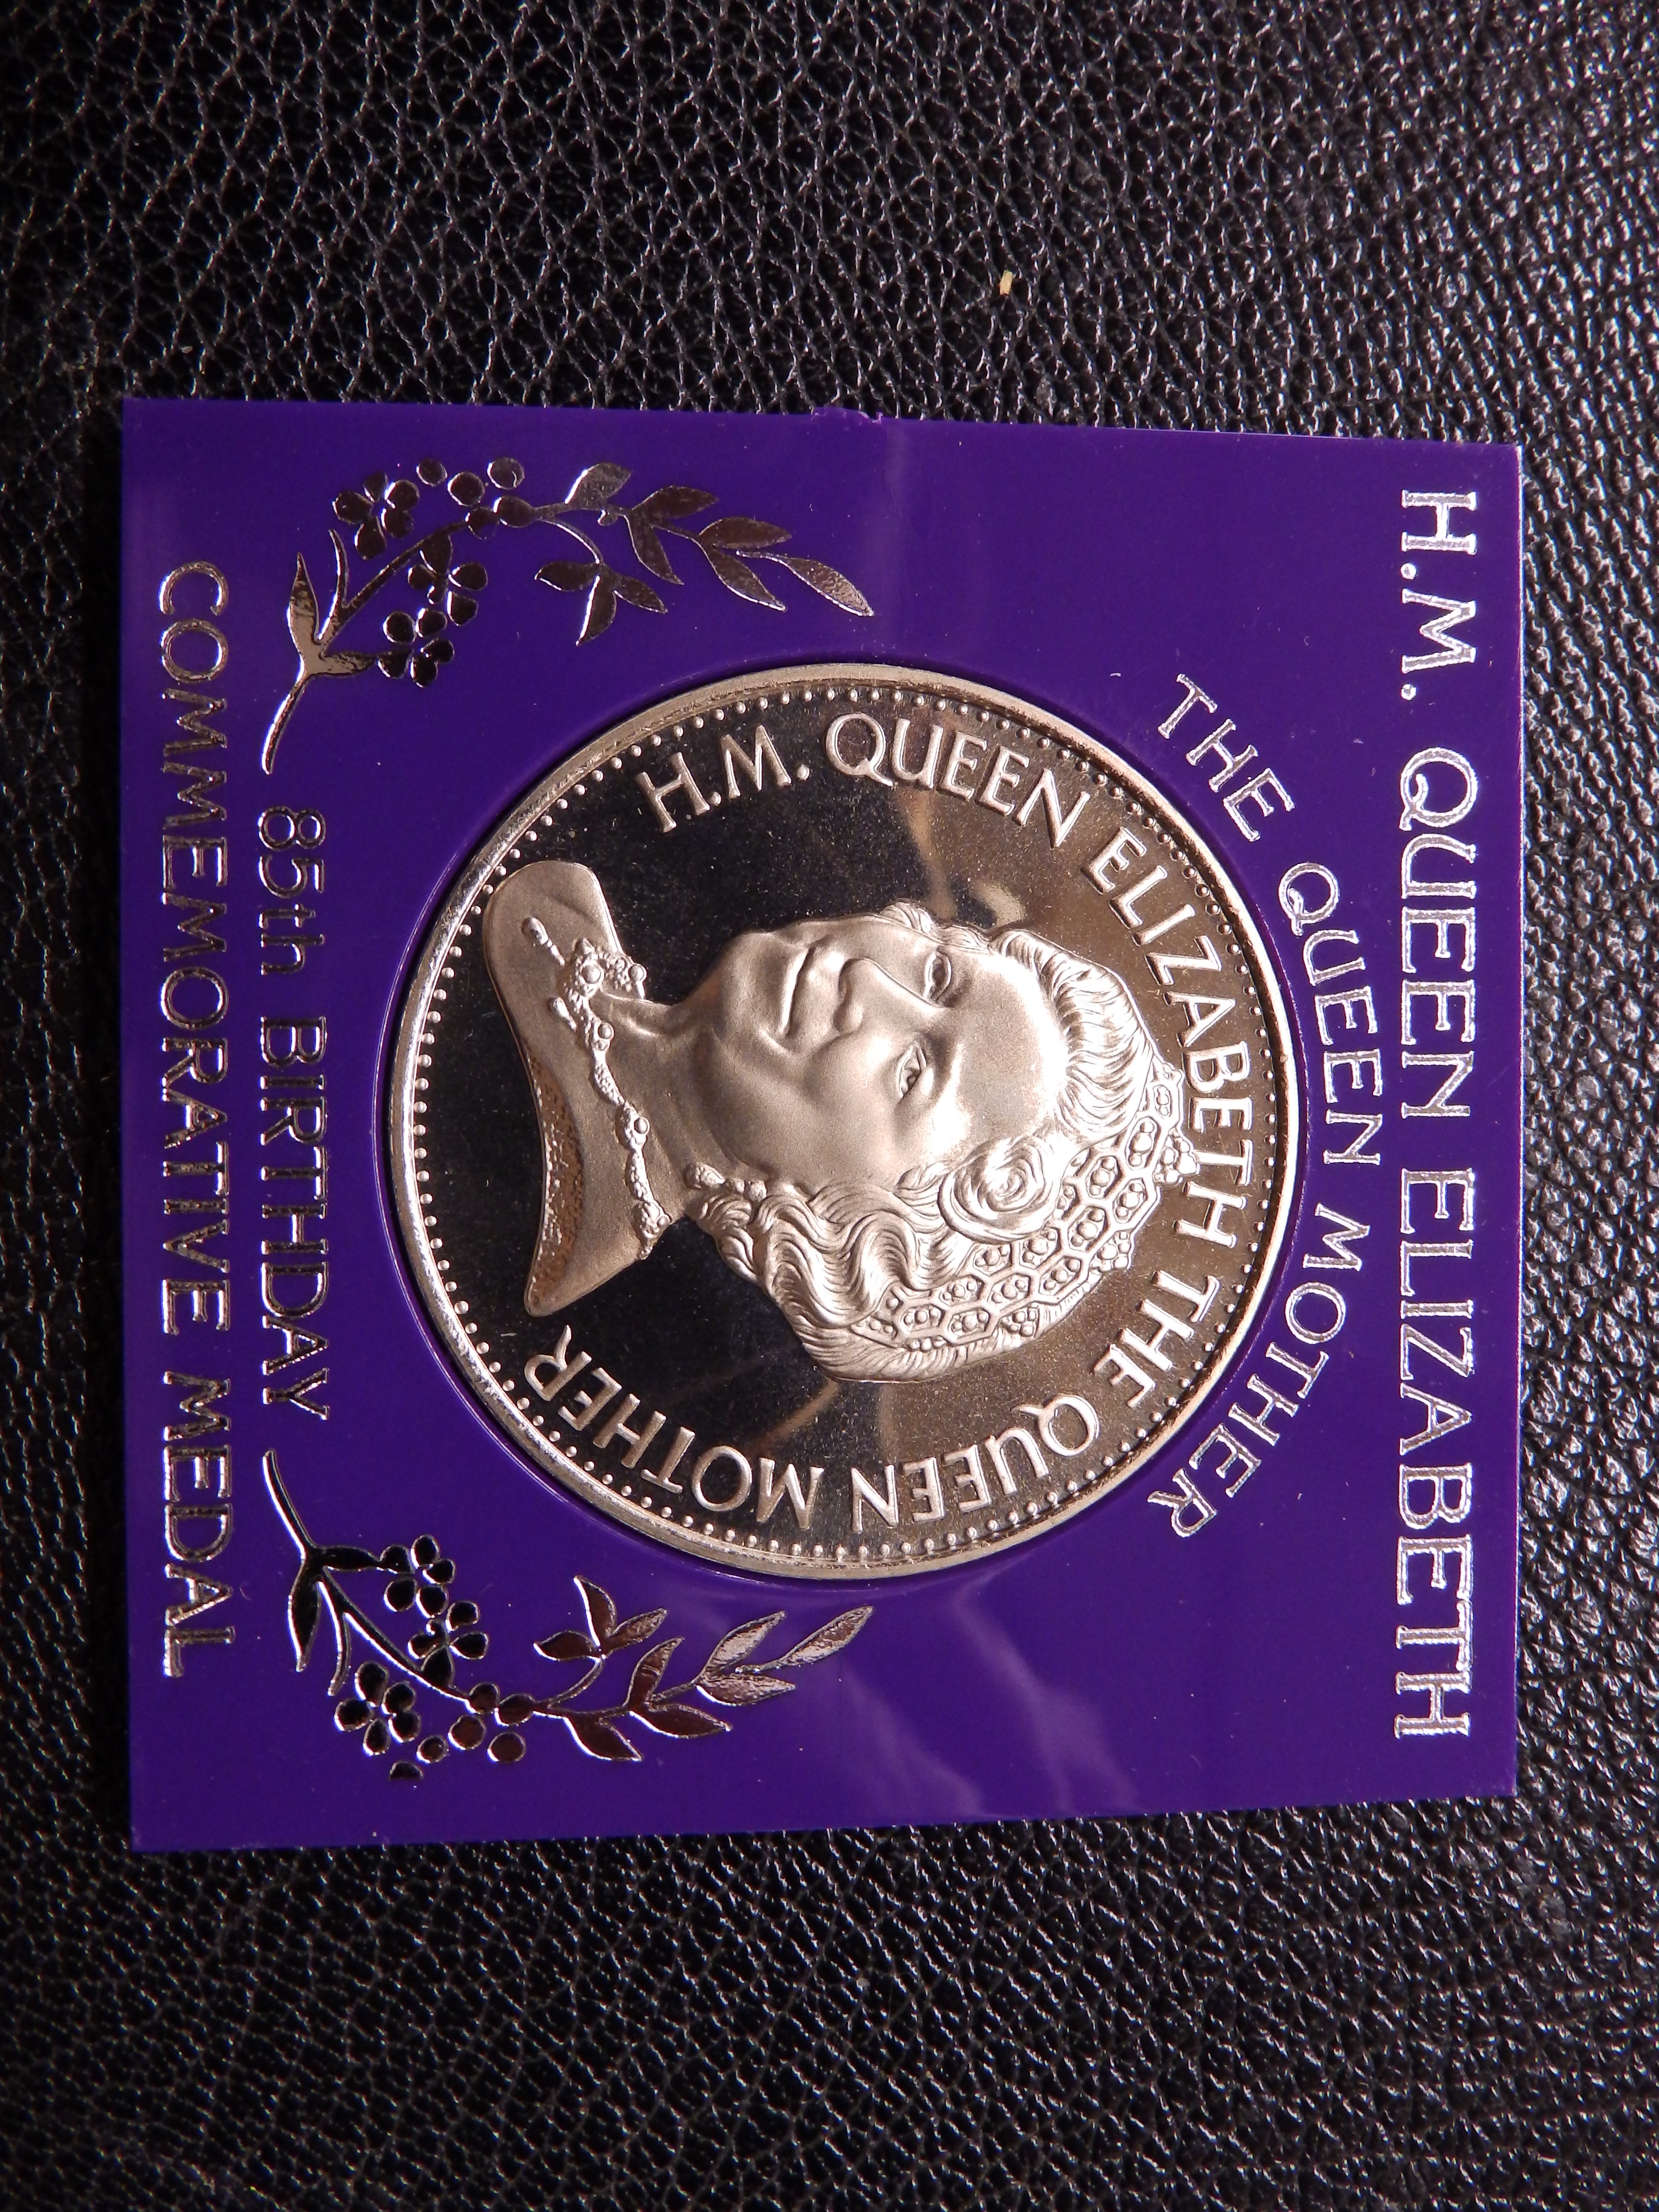 H.M. QUEEN ELIZABETH
THE QUEEN MOTHER
H.M. QUEEN ELIZABETH THE QUEEN MOTHER
85th BIRTHDAY
COMMEMORATIVE MEDAL